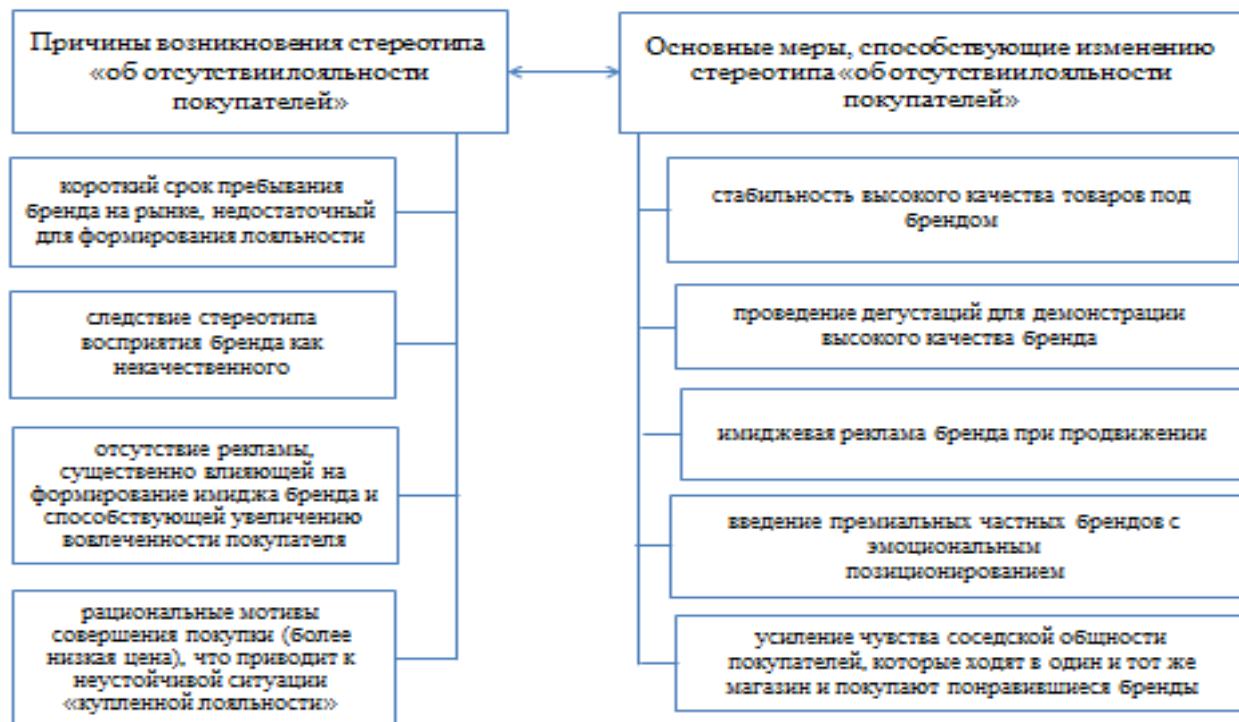 Причины возникновения стереотипа
«об отсутствии лояльности
покупателей»
короткий срок пребывания
бренда на рынке, недостаточный
для формирования лояльности
следствие стереотипа
восприятия бренда как
некачественного
отсутствие рекламы,
существенно влияющей на
формирование имиджа бренда и
способствующей увеличению
вовлеченности покупателя
рациональные мотивы
совершения покупки (более
низкая цена), что приводит к
неустойчивой ситуации
«купленной лояльности»
Основные меры, способствующие изменению
стереотипа «об отсутствии лояльности
покупателей»
стабильность высокого качества товаров под
брендом
проведение дегустаций для демонстрации
высокого качества бренда
имиджевая реклама бренда при продвижении
введение премиальных частных брендов с
эмоциональным
позиционированием
усиление чувства соседской общности
покупателей, которые ходят в один и тот же
магазин и покупают понравившиеся бренды